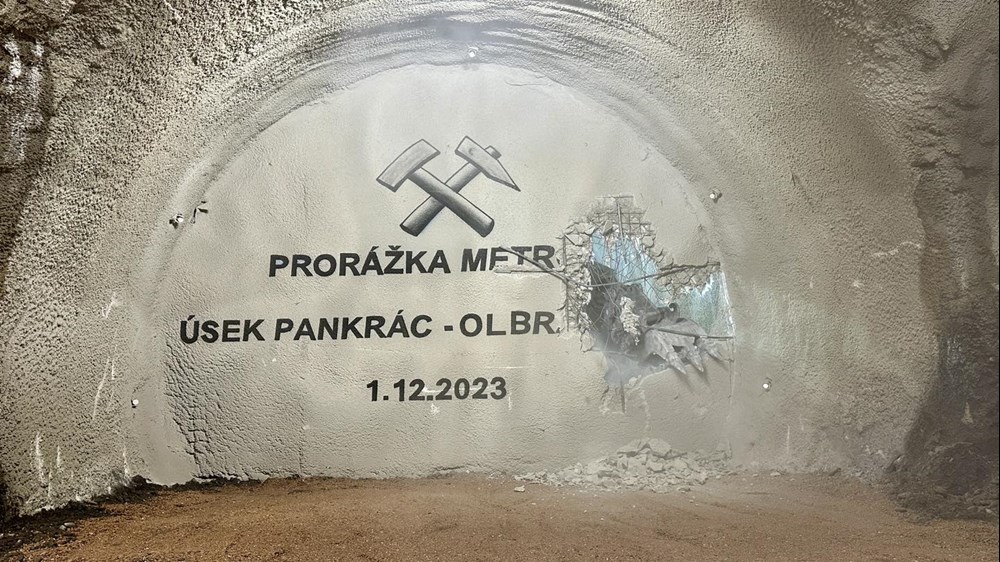 PRORÁŽKA METR
ÚSEK PANKRÁC - OLBR
1.12.2023